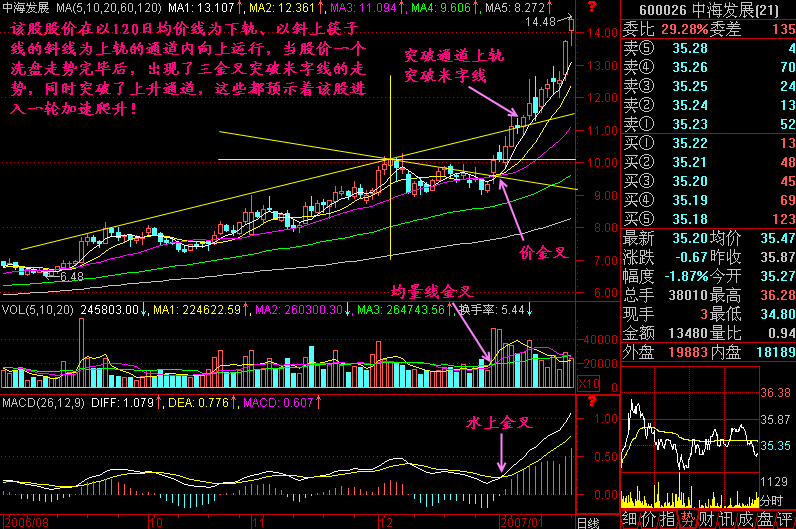 中海发展 MA(5,10,20,60,120) MA1: 13.107↑, MA2: 12.361↑, MA3: 11.094↑, MA4: 9.606↑, MA5: 8.272↑
14.48
该股股价在以120日均价线为下轨、以斜上筷子
线的斜线为上轨的通道内向上运行，当股价一个
洗盘走势完毕后，出现了三金叉突破米字线的走
势，同时突破了上升通道，这些都预示着该股进
入一轮加速爬升！
突破通道上轨
突破米字线
14.00
13.00
12.00
11.00
10.00
9.00
8.00
7.00
6.00
6.48
价金叉
均量线金叉
VOL(5,10,20) 245803.00↓, MA1: 224622.59↑, MA2: 260300.30↓, MA3: 264743.56↑, 换手率: 5.44↓
40000
20000
X10
MACD(26,12,9) DIFF: 1.079↑, DEA: 0.776↑, MACD: 0.607↑
水上金叉
1.00
0.50
0.00
2006/08 10 11 12 2007/01 日线
? 600026 中海发展[21]
委比 29.28% 委差 135
卖⑤ 35.28 4
卖④ 35.26 70
卖③ 35.25 24
卖② 35.24 13
卖① 35.23 52
买① 35.22 13
买② 35.21 48
买③ 35.20 45
买④ 35.19 69
买⑤ 35.18 123
最新 35.20 均价 35.47
涨跌 -0.67 昨收 35.87
幅度 -1.87% 今开 35.27
总手 38010 最高 36.28
现手 3 最低 34.80
金额 13480 量比 0.94
外盘 19883 内盘 18189
36.38
35.87
35.35
?
1129
分时
细价指势财讯成盘评